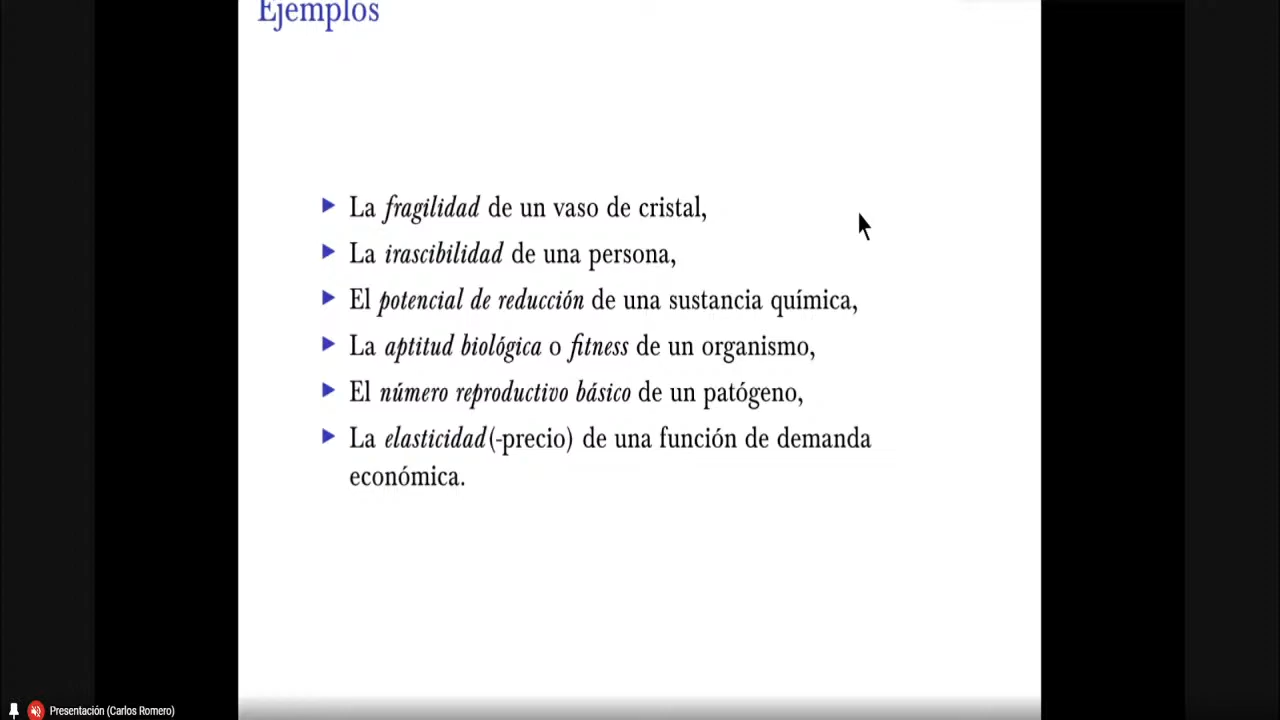 Ejemplos
La fragilidad de un vaso de cristal,
La irascibilidad de una persona,
El potencial de reducción de una sustancia química,
La aptitud biológica o fitness de un organismo,
El número reproductivo básico de un patógeno,
La elasticidad(-precio) de una función de demanda
económica.
Presentación (Carlos Romero)